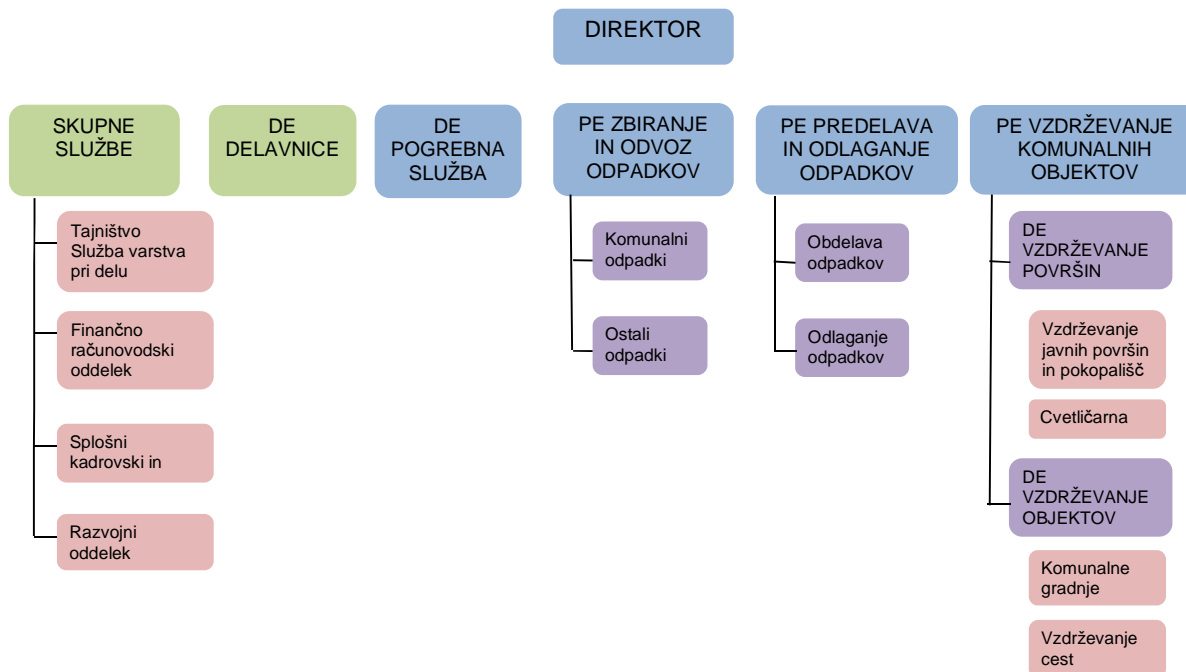 DIREKTOR
SKUPNE
SLUŽBE
DE
DELAVNICE
DE
POGREBNA
SLUŽBA
PE ZBIRANJE
IN ODVOZ
ODPADKOV
PE PREDELAVA
IN ODLAGANJE
ODPADKOV
PE VZDRŽEVANJE
KOMUNALNIH
OBJEKTOV
Tajništvo
Služba varstva
pri delu
Finančno
računovodski
oddelek
Splošni
kadrovski in
Razvojni
oddelek
Komunalni
odpadki
Ostali
odpadki
Obdelava
odpadkov
Odlaganje
odpadkov
DE
VZDRŽEVANJE
POVRŠIN
Vzdrževanje
javnih površin
in pokopališč
Cvetličarna
DE
VZDRŽEVANJE
OBJEKTOV
Komunalne
gradnje
Vzdrževanje
cest